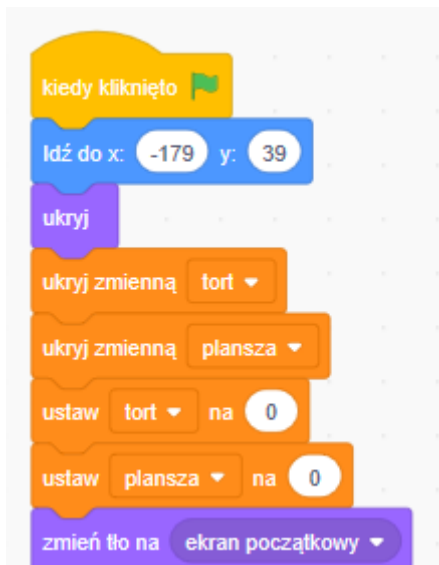 kiedy kliknięto
Idź do x: -179 y: 39
ukryj
ukryj zmienną tort
ukryj zmienną plansza
ustaw tort na 0
ustaw plansza na 0
zmień tło na ekran początkowy